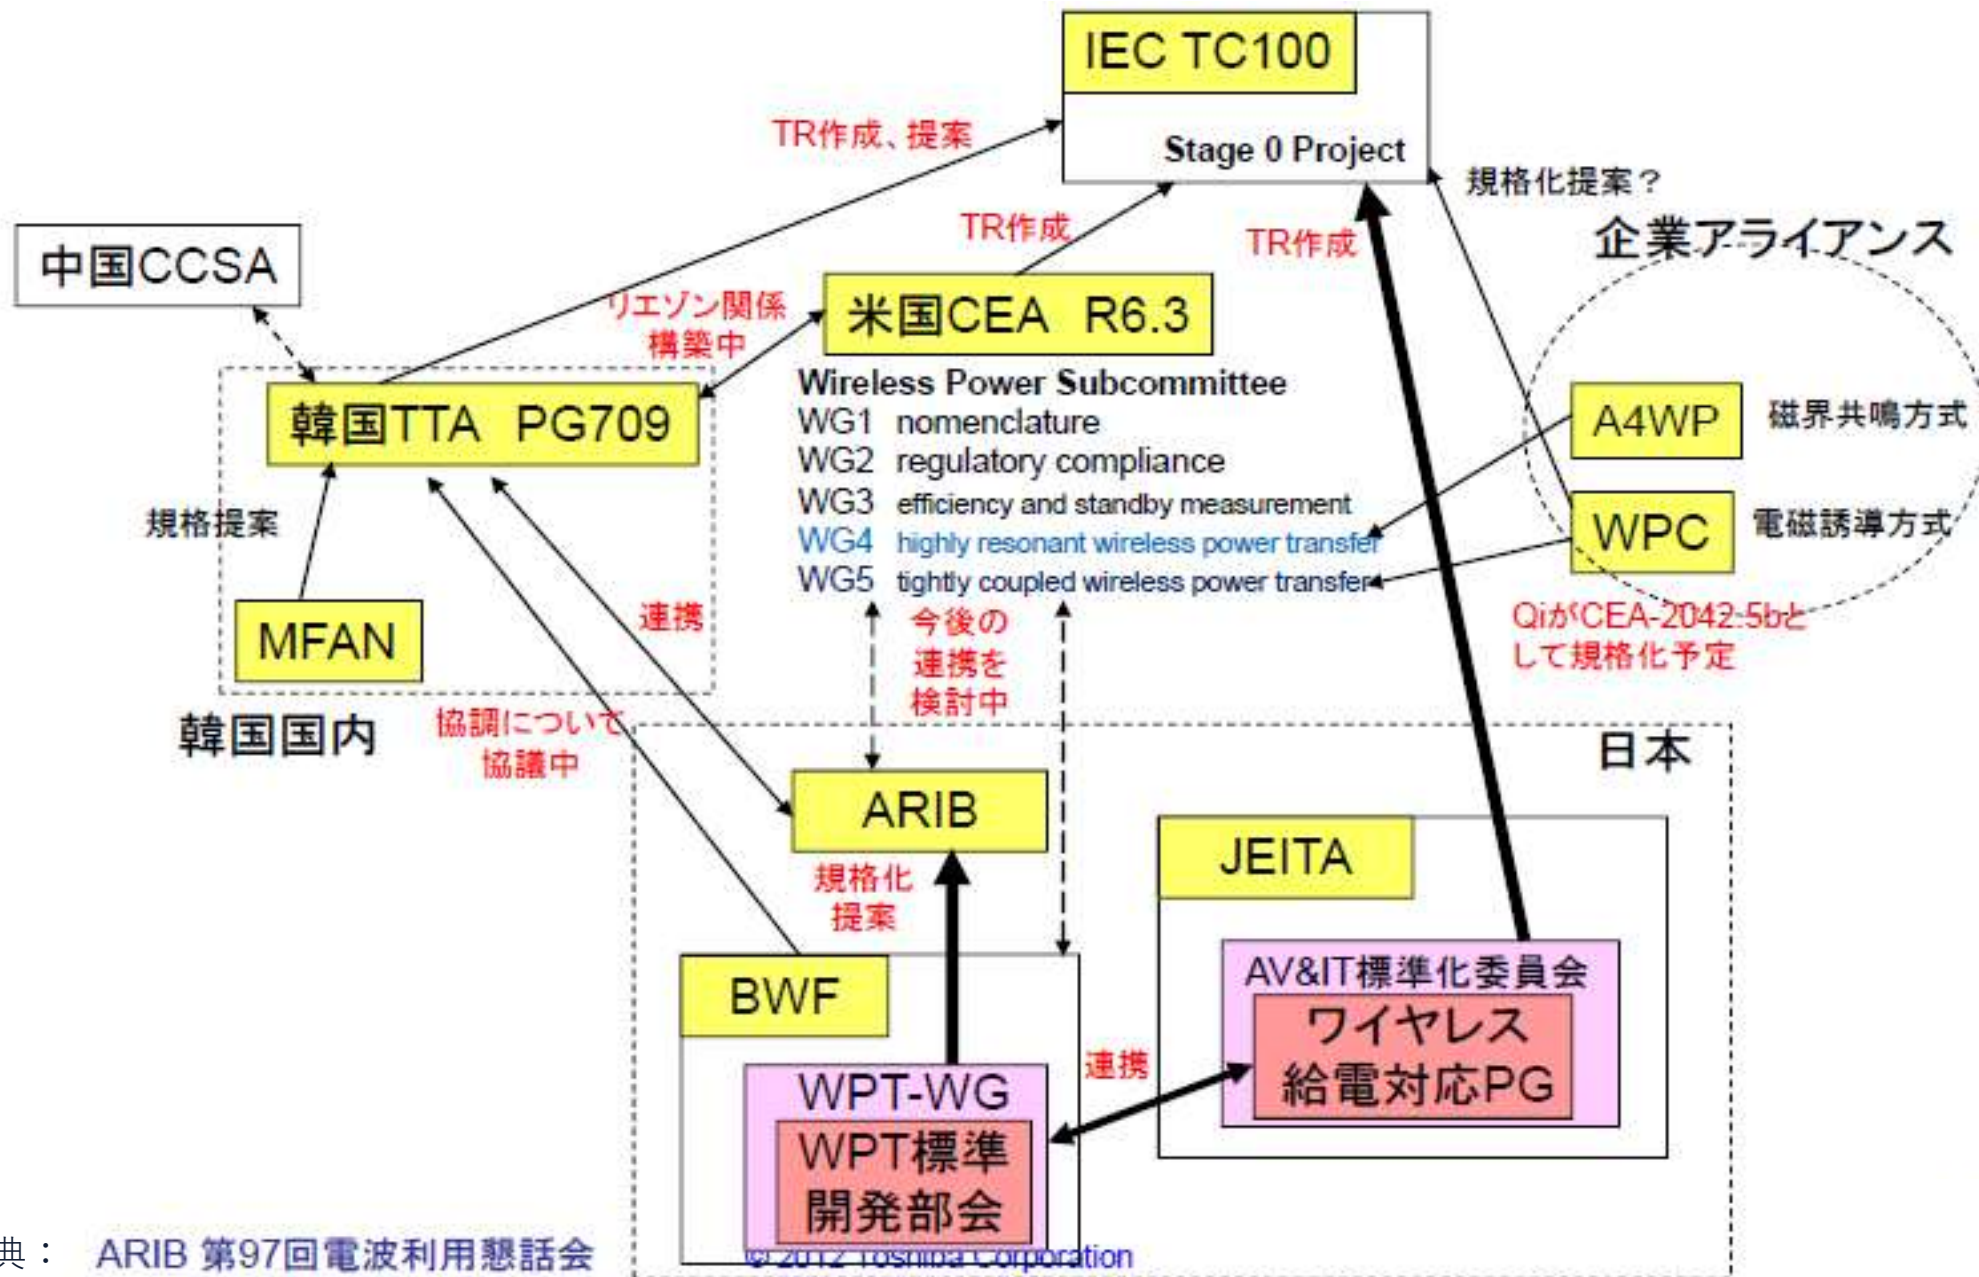 IEC TC100
Stage 0 Project
TR作成、提案
規格化提案？
TR作成
TR作成
企業アライアンス
中国CCSA
リエゾン関係
構築中
米国CEA R6.3
Wireless Power Subcommittee
WG1 nomenclature
WG2 regulatory compliance
WG3 efficiency and standby measurement
WG4 highly resonant wireless power transfer
WG5 tightly coupled wireless power transfer
韓国TTA PG709
A4WP
磁界共鳴方式
WPC
電磁誘導方式
規格提案
MFAN
連携
今後の
連携を
検討中
QiがCEA-2042.5bと
して規格化予定
韓国国内
協調について
協議中
日本
ARIB
規格化
提案
JEITA
BWF
AV&IT標準化委員会
ワイヤレス
給電対応PG
連携
WPT-WG
WPT標準
開発部会
典： ARIB 第97回電波利用懇話会
© 2012 Toshiba Corporation